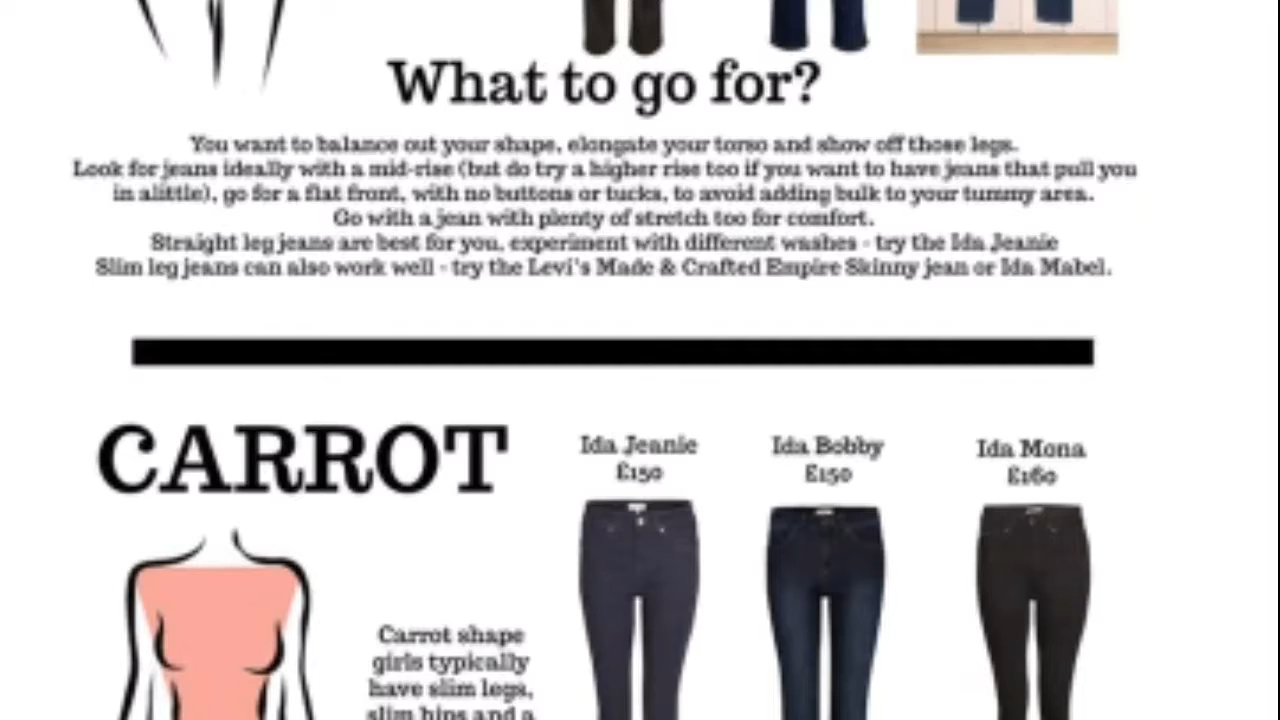 What to go for?
You want to balance out your shape, elongate your torso and show off those legs.
Look for jeans ideally with a mid-rise (but do try a higher rise too if you want to have jeans that pull you
in alittle), go for a flat front, with no buttons or tucks, to avoid adding bulk to your tummy area.
Go with a jean with plenty of stretch too for comfort.
Straight leg jeans are best for you, experiment with different washes - try the Ida Jeanie
Slim leg jeans can also work well - try the Levi's Made & Crafted Empire Skinny jean or Ida Mabel.
CARROT
Ida Jeanie
£150
Ida Bobby
£150
Ida Mona
£160
Carrot shape
girls typically
have slim legs,
slim hips and a